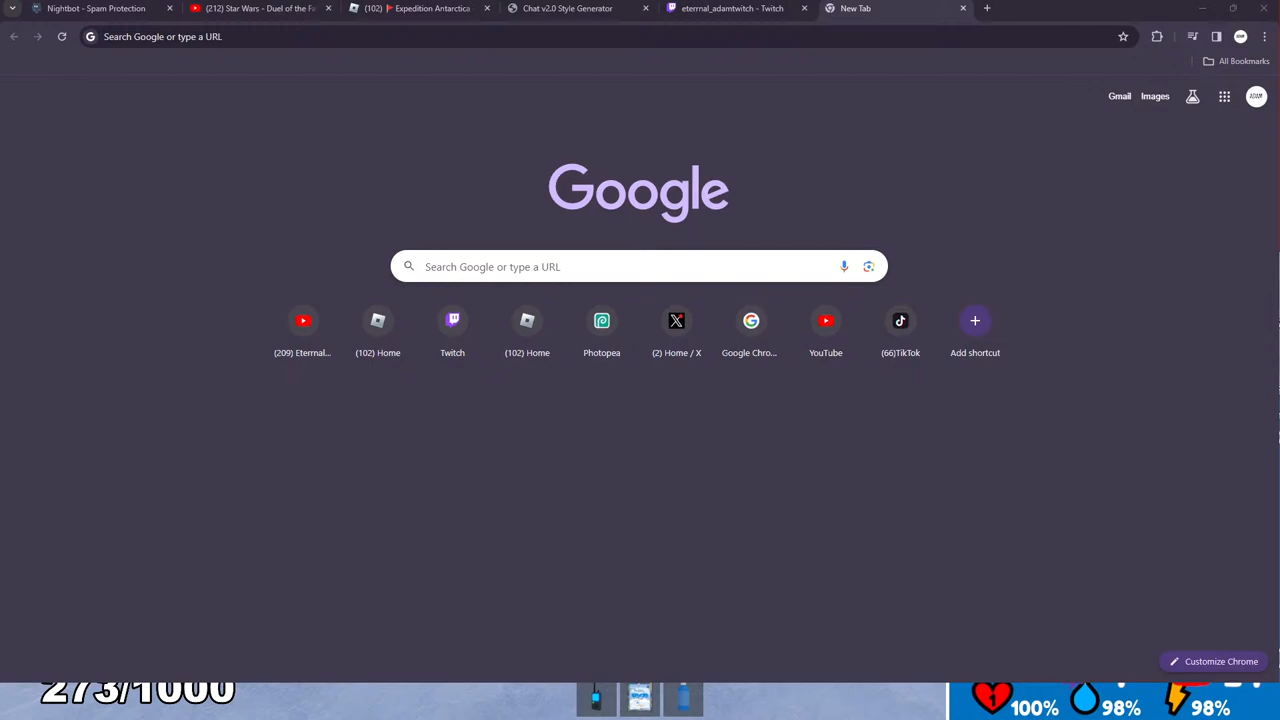 Nightbot - Spam Protection
(212) Star Wars - Duel of the Fa
(102) 🚩 Expedition Antarctica -
Chat v2.0 Style Generator
eterrnal_adamtwitch - Twitch
New Tab
Search Google or type a URL
All Bookmarks
Gmail Images
Google
Search Google or type a URL
(209) Eternal... (102) Home Twitch (102) Home Photopea (2) Home / X Google Chro... YouTube (66)TikTok Add shortcut
Customize Chrome
273/1000
100% 98% 98%